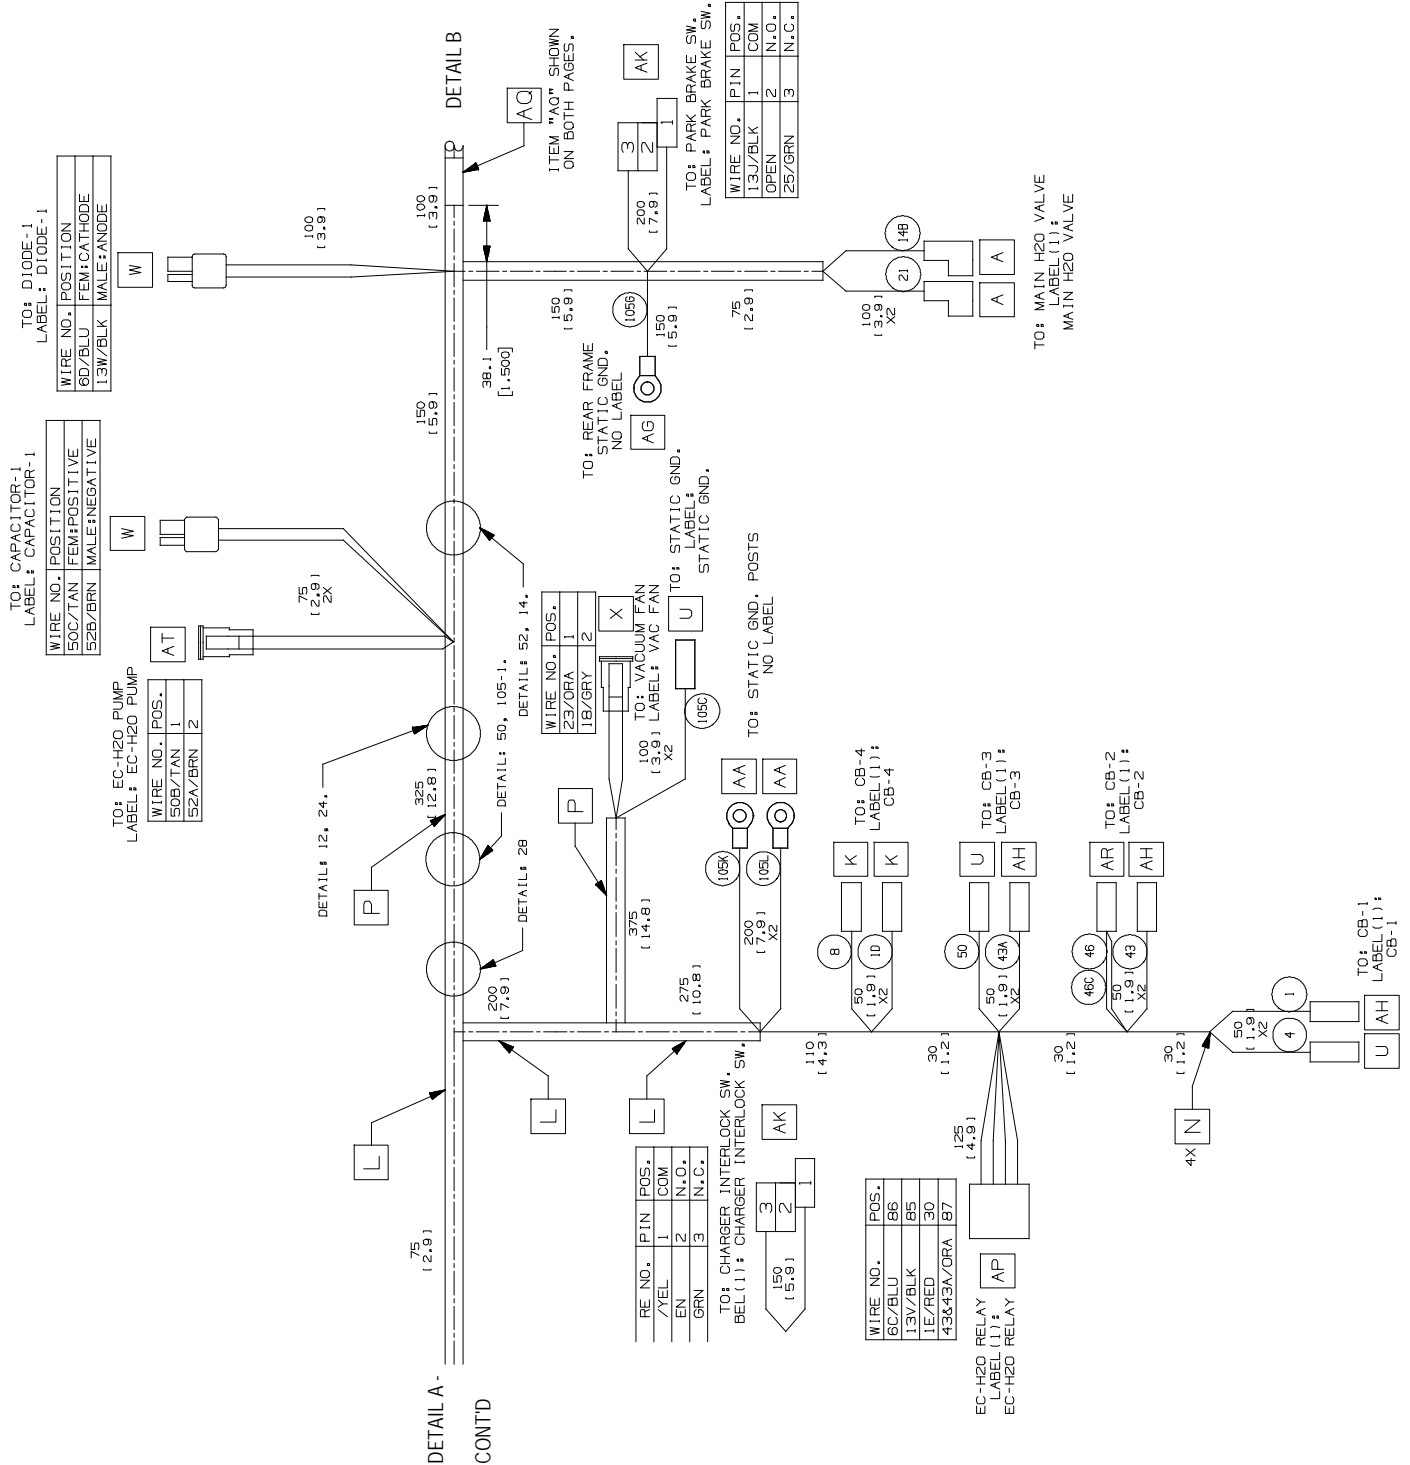 TO: DIODE-1
LABEL: DIODE-1
WIRE NO. POSITION
6D/BLU FEM:CATHODE
13W/BLK MALE:ANODE
W
100
[3.9]
TO: CAPACITOR-1
LABEL: CAPACITOR-1
WIRE NO. POSITION
50C/TAN FEM:POSITIVE
52B/BRN MALE:NEGATIVE
W
75
[2.9]
2X
TO: EC-H2O PUMP
LABEL: EC-H2O PUMP
WIRE NO. POS.
50B/TAN 1
52A/BRN 2
AT
DETAIL: 12, 24.
P
325
[12.8]
150
[5.9]
100
[3.9]
DETAIL B
AQ
ITEM "AQ" SHOWN
ON BOTH PAGES.
38.1
[1.500]
DETAIL: 52, 14.
DETAIL: 50, 105-1.
DETAIL: 28
L
75
[2.9]
DETAIL A -
CONT'D
200
[7.9]
L
L
275
[10.8]
375
[14.8]
P
WIRE NO. POS.
23/ORA 1
18/GRY 2
X
TO: VACUUM FAN
LABEL: VAC FAN
100
[3.9]
X2
105C
U
TO: STATIC GND.
LABEL:
STATIC GND.
TO: REAR FRAME
STATIC GND.
NO LABEL
AG
105G
150
[5.9]
150
[5.9]
75
[2.9]
200
[7.9]
3
2
1
AK
TO: PARK BRAKE SW.
LABEL: PARK BRAKE SW.
WIRE NO. PIN POS.
13J/BLK 1 COM
OPEN 2 N.O.
25/GRN 3 N.C.
100
[3.9]
X2
21
14B
A
A
TO: MAIN H2O VALVE
LABEL(1):
MAIN H2O VALVE
TO: STATIC GND. POSTS
NO LABEL
AA
AA
105K
105L
200
[7.9]
X2
RE NO. PIN POS.
/YEL 1 COM
EN 2 N.O.
GRN 3 N.C.
TO: CHARGER INTERLOCK SW.
BEL(1): CHARGER INTERLOCK SW.
AK
3
2
1
150
[5.9]
110
[4.3]
TO: CB-4
LABEL(1):
CB-4
K
K
8
1D
50
[1.9]
X2
30
[1.2]
TO: CB-3
LABEL(1):
CB-3
U
AH
50
43A
50
[1.9]
X2
125
[4.9]
WIRE NO. POS.
6C/BLU 86
13V/BLK 85
1E/RED 30
43&43A/ORA 87
AP
EC-H2O RELAY
LABEL(1):
EC-H2O RELAY
30
[1.2]
TO: CB-2
LABEL(1):
CB-2
AR
AH
46
46C
43
50
[1.9]
X2
30
[1.2]
4X
N
50
[1.9]
X2
4
1
U
AH
TO: CB-1
LABEL(1):
CB-1